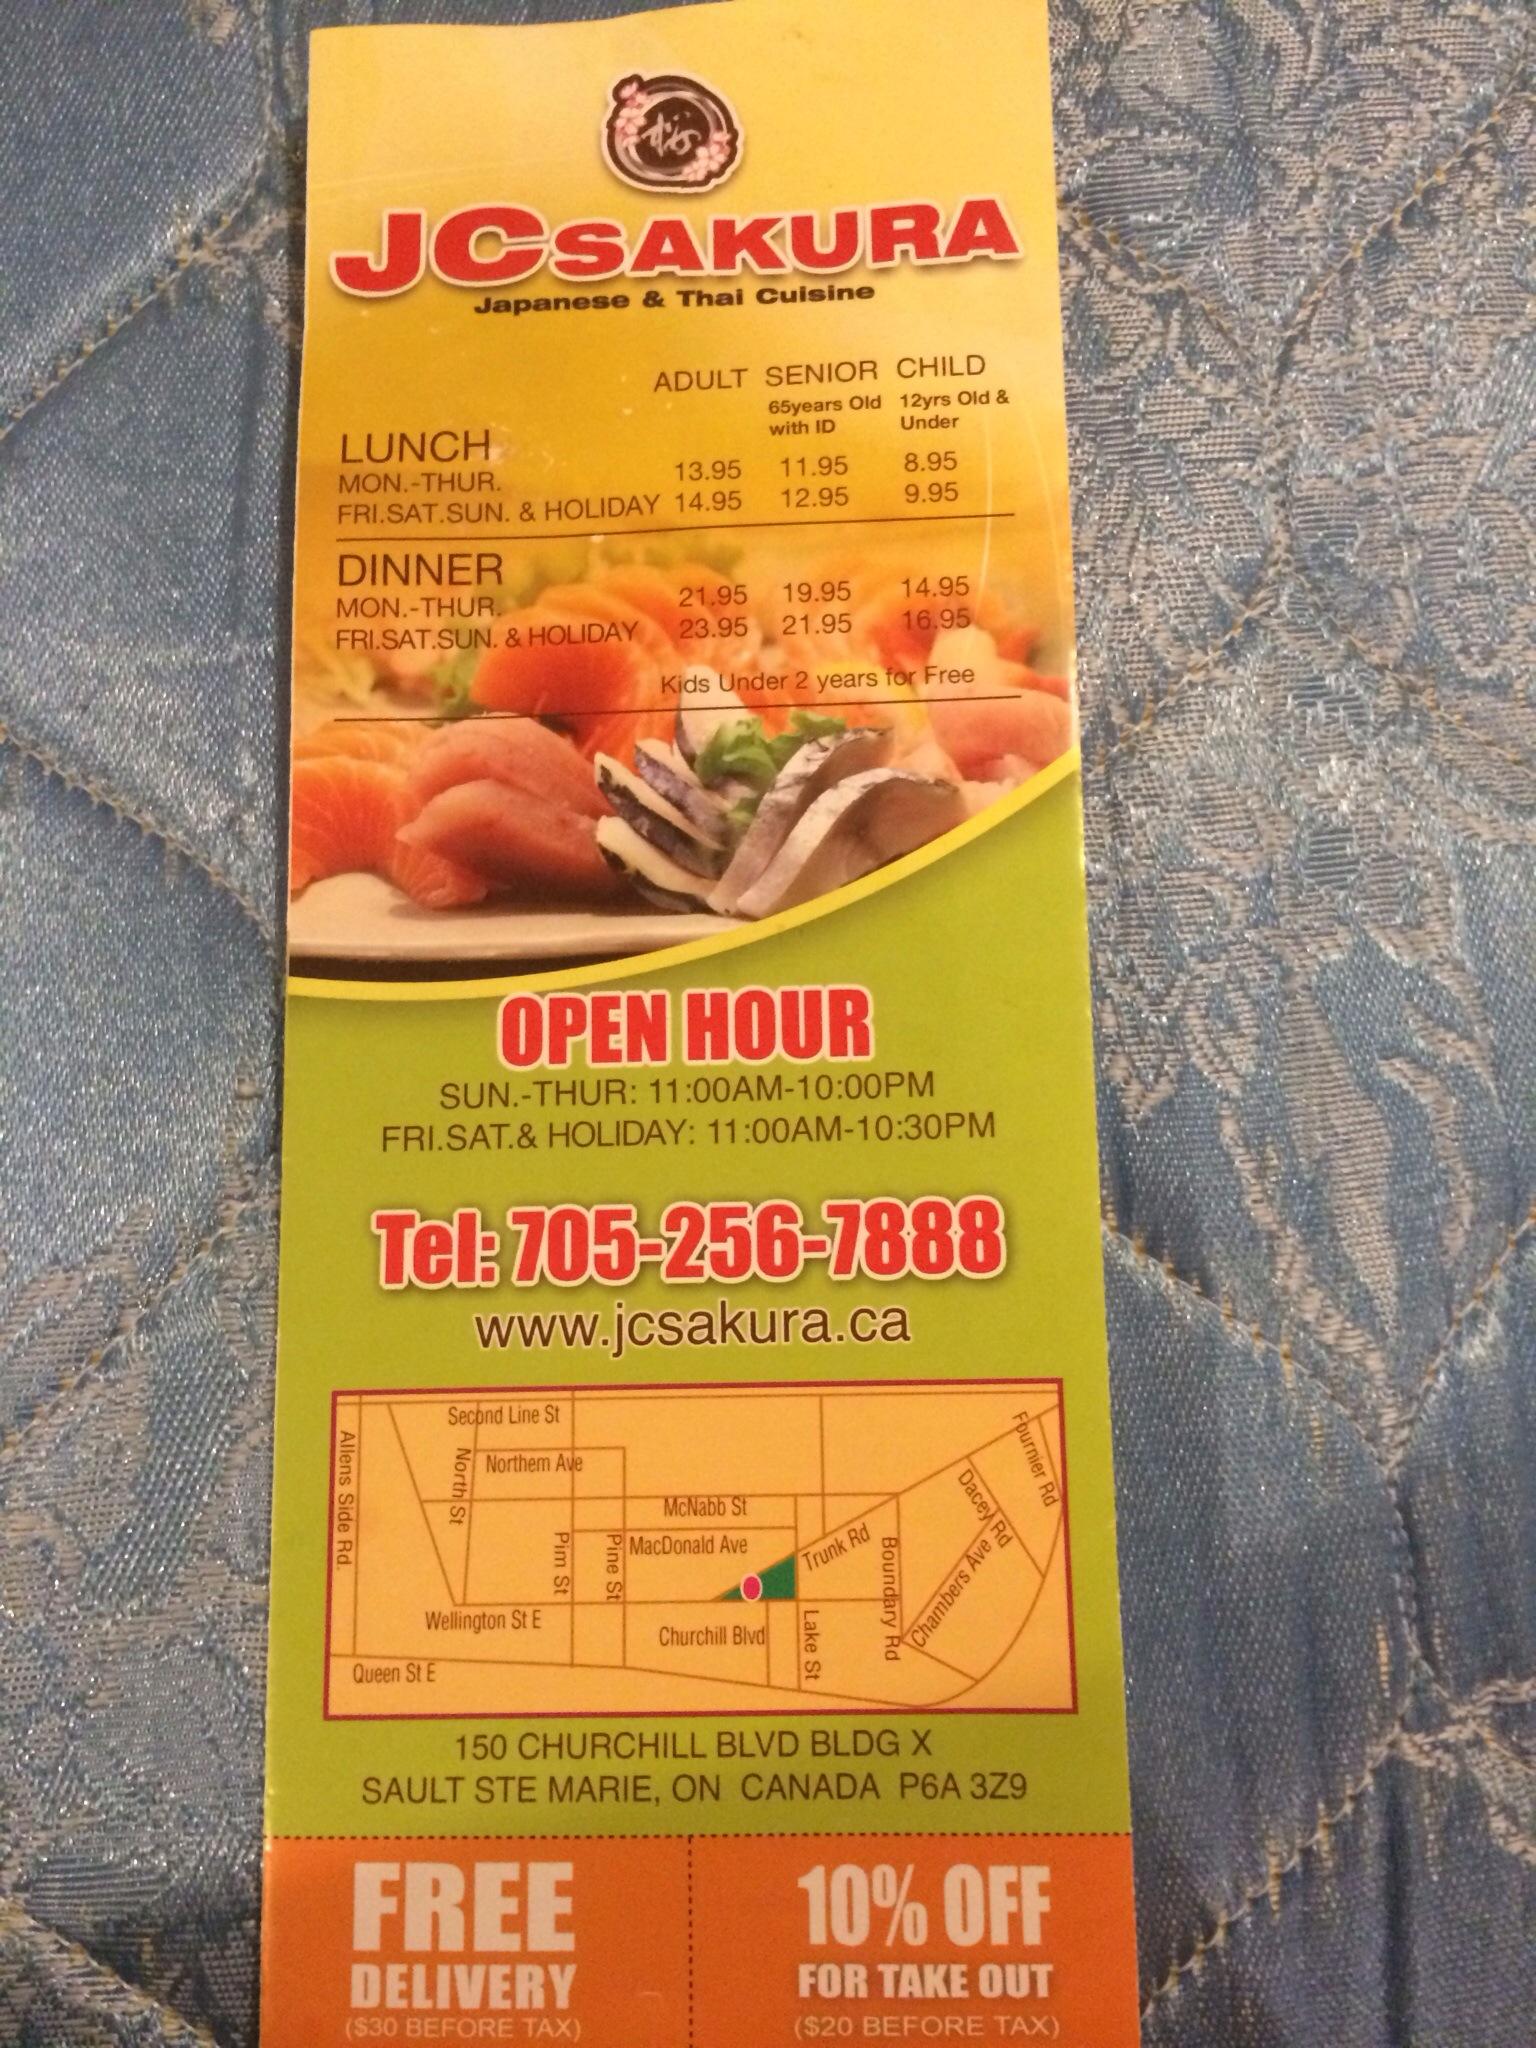 JCSAKURA
Japanese & Thai Cuisine
ADULT SENIOR CHILD
65years Old with ID
12yrs Old & Under
LUNCH
MON.-THUR. 13.95 11.95 8.95
FRI.SAT.SUN. & HOLIDAY 14.95 12.95 9.95
DINNER
MON.-THUR. 21.95 19.95 14.95
FRI.SAT.SUN. & HOLIDAY 23.95 21.95 16.95
Kids Under 2 years for Free
OPEN HOUR
SUN.-THUR: 11:00AM-10:00PM
FRI.SAT.& HOLIDAY: 11:00AM-10:30PM
Tel: 705-256-7888
www.jcsakura.ca
Second Line St
Allens Side Rd.
North St
Northern Ave
McNabb St
MacDonald Ave
Pim St
Pine St
Trunk Rd
Boundary Rd
Dacey Rd
Fournier Rd
Chambers Ave Rd
Wellington St E
Churchill Blvd
Lake St
Queen St E
150 CHURCHILL BLVD BLDG X
SAULT STE MARIE, ON CANADA P6A 3Z9
FREE
DELIVERY
($30 BEFORE TAX)
10% OFF
FOR TAKE OUT
($20 BEFORE TAX)